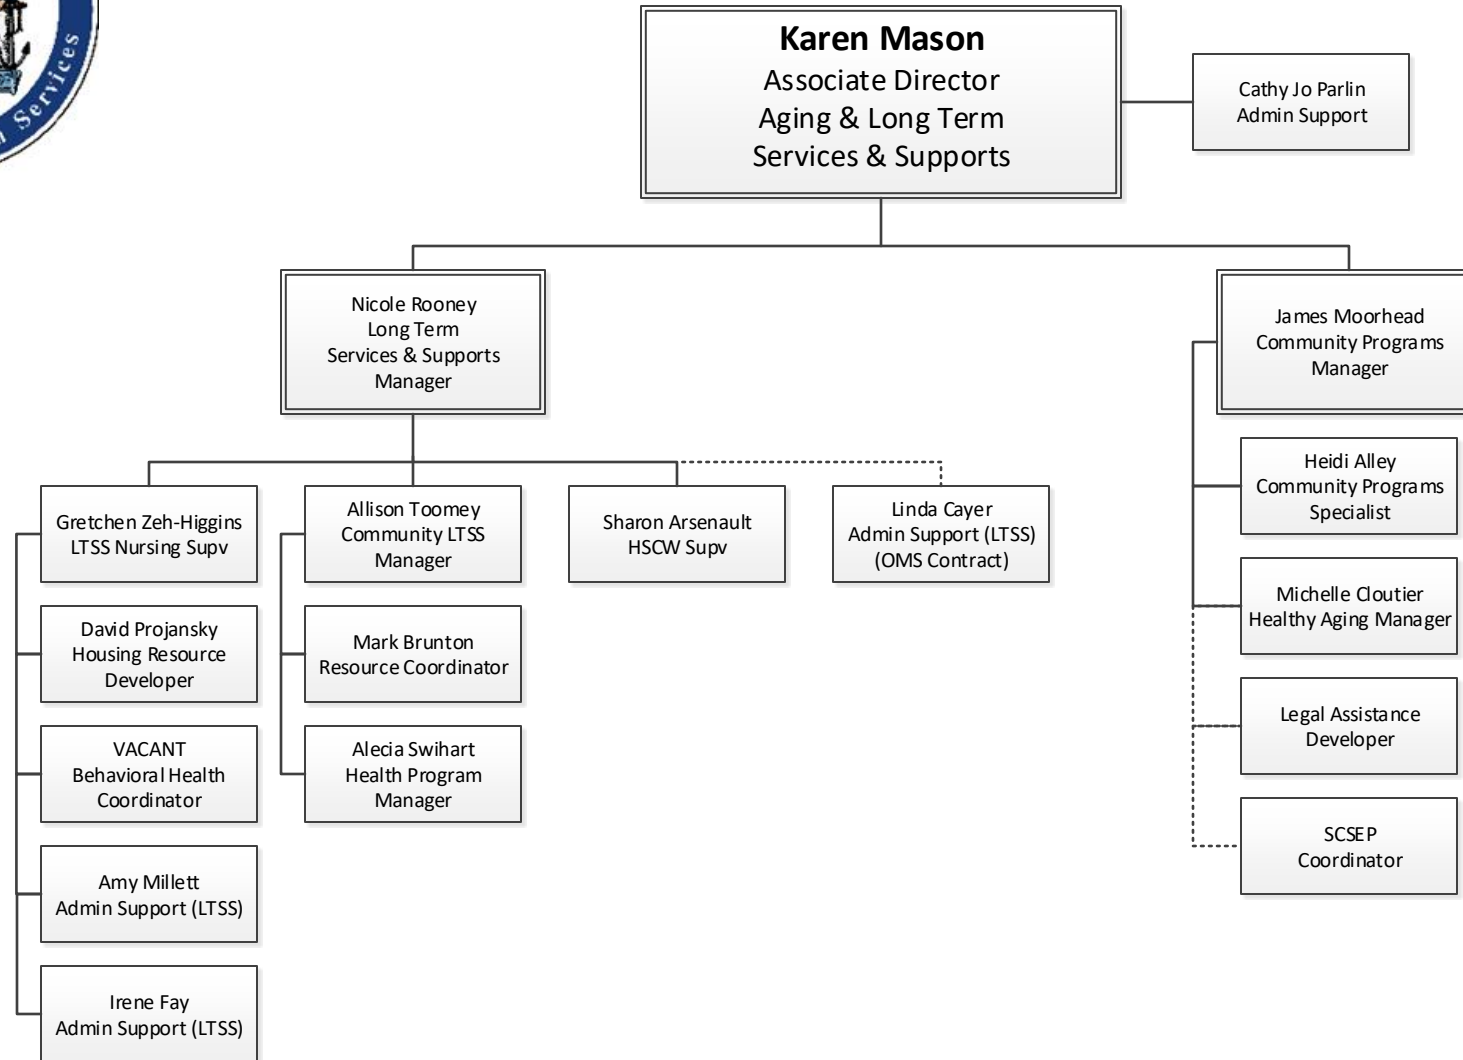 Services
Karen Mason
Associate Director
Aging & Long Term
Services & Supports
Cathy Jo Parlin
Admin Support
Nicole Rooney
Long Term
Services & Supports
Manager
James Moorhead
Community Programs
Manager
Gretchen Zeh-Higgins
LTSS Nursing Supv
Allison Toomey
Community LTSS
Manager
Sharon Arsenault
HSCW Supv
Linda Cayer
Admin Support (LTSS)
(OMS Contract)
Heidi Alley
Community Programs
Specialist
David Projansky
Housing Resource
Developer
Mark Brunton
Resource Coordinator
Michelle Cloutier
Healthy Aging Manager
VACANT
Behavioral Health
Coordinator
Alecia Swihart
Health Program
Manager
Legal Assistance
Developer
Amy Millett
Admin Support (LTSS)
SCSEP
Coordinator
Irene Fay
Admin Support (LTSS)